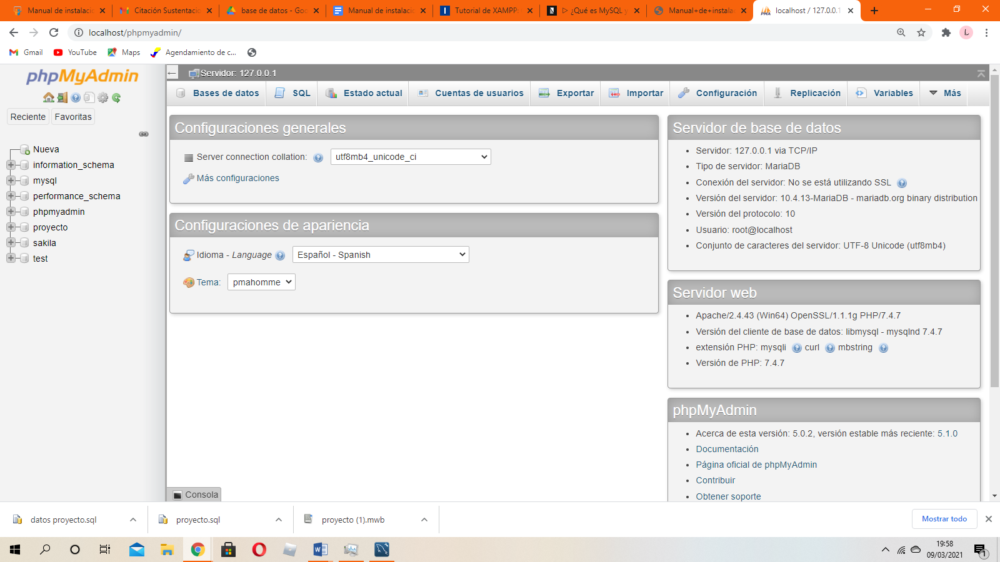 Manual de instalació
Citación Sustentació
base de datos - Goo
Manual de instalació
Tutorial de XAMPP:
▷ ¿Qué es MySQL y
Manual+de+instala
localhost / 127.0.0.1
localhost/phpmyadmin/
L
Gmail
YouTube
Maps
Agendamiento de c...
phpMyAdmin
Reciente
Favoritas
Nueva
information_schema
mysql
performance_schema
phpmyadmin
proyecto
sakila
test
Servidor: 127.0.0.1
Bases de datos
SQL
Estado actual
Cuentas de usuarios
Exportar
Importar
Configuración
Replicación
Variables
Más
Configuraciones generales
Server connection collation:
utf8mb4_unicode_ci
Más configuraciones
Configuraciones de apariencia
Idioma - Language
Español - Spanish
Tema:
pmahomme
Servidor de base de datos
Servidor: 127.0.0.1 via TCP/IP
Tipo de servidor: MariaDB
Conexión del servidor: No se está utilizando SSL
Versión del servidor: 10.4.13-MariaDB - mariadb.org binary distribution
Versión del protocolo: 10
Usuario: root@localhost
Conjunto de caracteres del servidor: UTF-8 Unicode (utf8mb4)
Servidor web
Apache/2.4.43 (Win64) OpenSSL/1.1.1g PHP/7.4.7
Versión del cliente de base de datos: libmysql - mysqlnd 7.4.7
extensión PHP: mysqli curl mbstring
Versión de PHP: 7.4.7
phpMyAdmin
Acerca de esta versión: 5.0.2, versión estable más reciente: 5.1.0
Documentación
Página oficial de phpMyAdmin
Contribuir
Obtener soporte
Consola
datos proyecto.sql
proyecto.sql
proyecto (1).mwb
Mostrar todo
19:58
09/03/2021
1